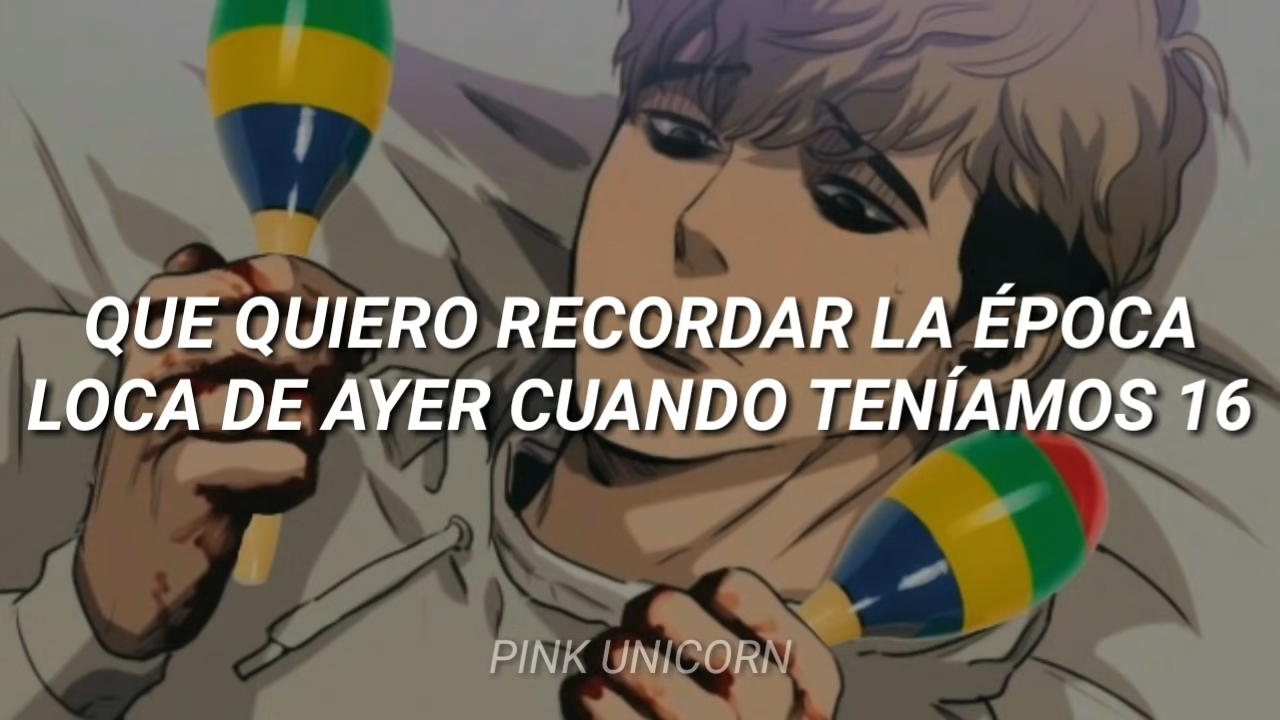 QUE QUIERO RECORDAR LA ÉPOCA
LOCA DE AYER CUANDO TENÍAMOS 16
PINK UNICORN